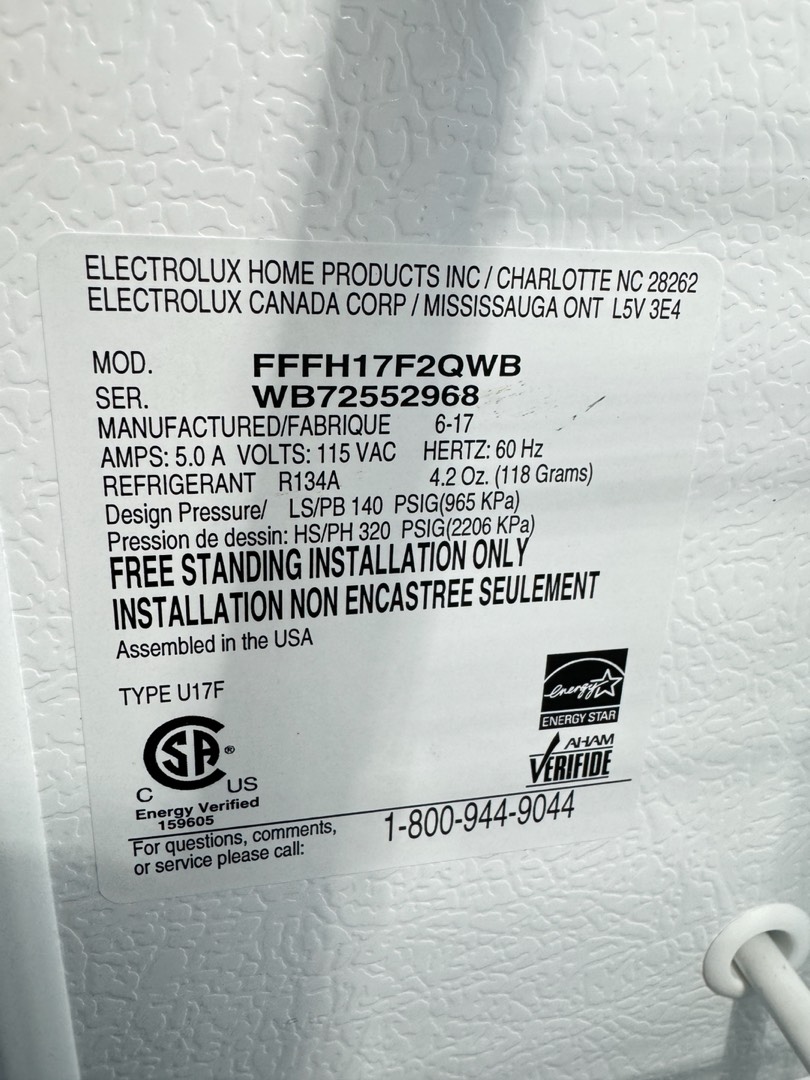 ELECTROLUX HOME PRODUCTS INC / CHARLOTTE NC 28262
ELECTROLUX CANADA CORP / MISSISSAUGA ONT L5V 3E4
MOD. FFFH17F2QWB
SER. WB72552968
MANUFACTURED/FABRIQUE 6-17
AMPS: 5.0 A VOLTS: 115 VAC HERTZ: 60 Hz
REFRIGERANT R134A 4.2 Oz. (118 Grams)
Design Pressure/ LS/PB 140 PSIG(965 KPa)
Pression de dessin: HS/PH 320 PSIG(2206 KPa)
FREE STANDING INSTALLATION ONLY
INSTALLATION NON ENCASTREE SEULEMENT
Assembled in the USA
TYPE U17F
energy
ENERGY STAR
AHAM
VERIFIDE
SA®
C US
Energy Verified
159605
For questions, comments,
or service please call: 1-800-944-9044